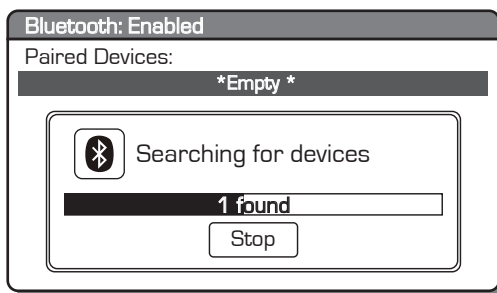 Bluetooth: Enabled
Paired Devices:
*Empty *
Searching for devices
1 found
Stop